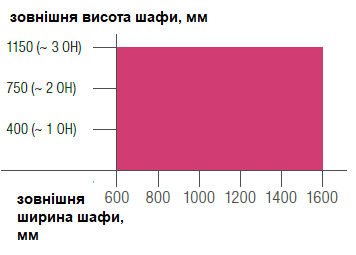 зовнішня висота шафи, мм
1150 (~ 3 ОН)
750 (~ 2 ОН)
400 (~ 1 ОН)
600 800 1000 1200 1400 1600
зовнішня
ширина шафи,
мм